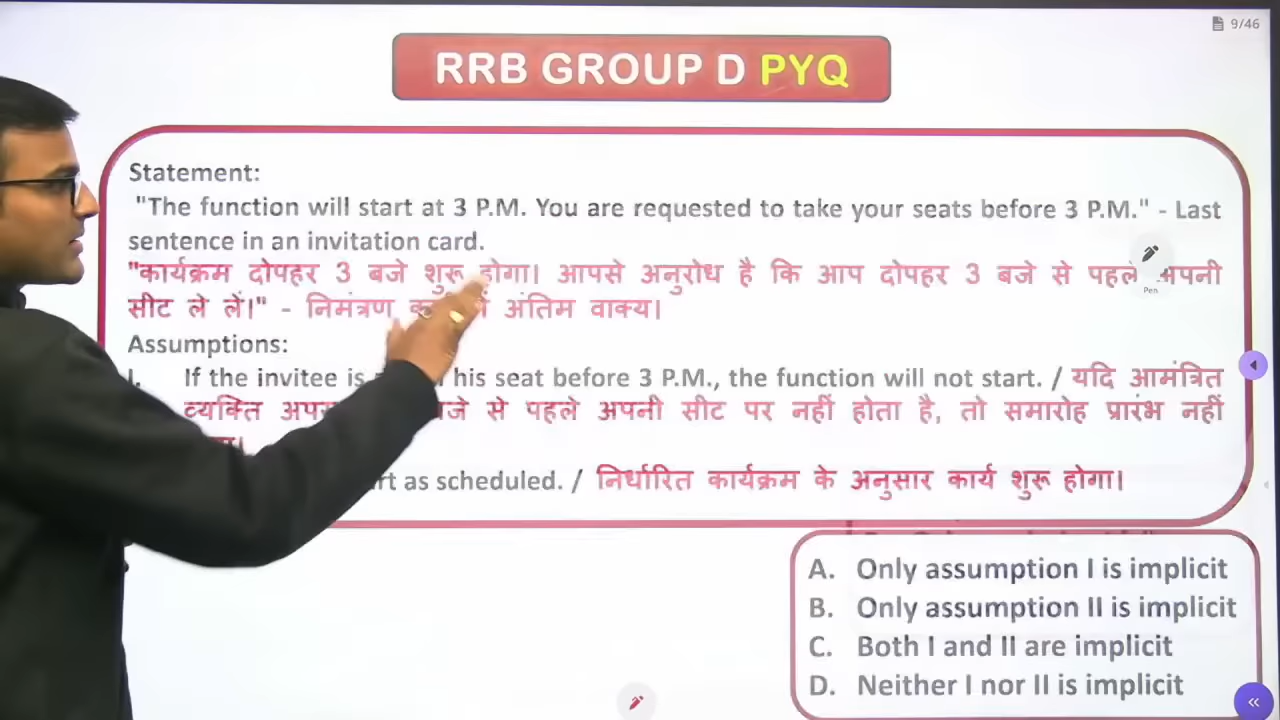 9/46
RRB GROUP D PYQ
Statement:
"The function will start at 3 P.M. You are requested to take your seats before 3 P.M." - Last
sentence in an invitation card.
"कार्यक्रम दोपहर 3 बजे शुरू होगा। आपसे अनुरोध है कि आप दोपहर 3 बजे से पहले अपनी
सीट ले लें।" - निमंत्रण में अंतिम वाक्य।
Pen
Assumptions:
I. If the invitee is his seat before 3 P.M., the function will not start. / यदि आमंत्रित
व्यक्ति बजे से पहले अपनी सीट पर नहीं होता है, तो समारोह प्रारंभ नहीं
as scheduled. / निर्धारित कार्यक्रम के अनुसार कार्य शुरू होगा।
A. Only assumption I is implicit
B. Only assumption II is implicit
C. Both I and II are implicit
D. Neither I nor II is implicit